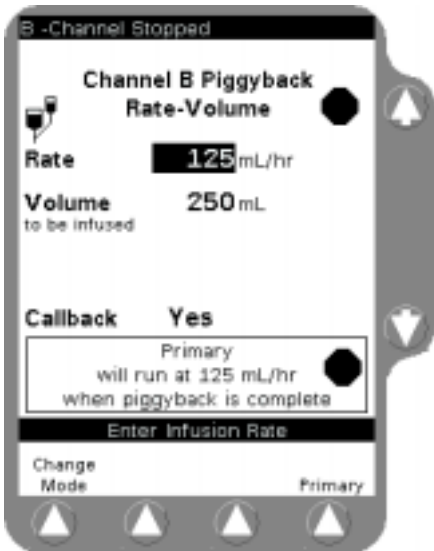 B -Channel Stopped
Channel B Piggyback
Rate-Volume
Rate 125 mL/hr
Volume 250 mL
to be infused
Callback Yes
Primary
will run at 125 mL/hr
when piggyback is complete
Enter Infusion Rate
Change
Mode Primary